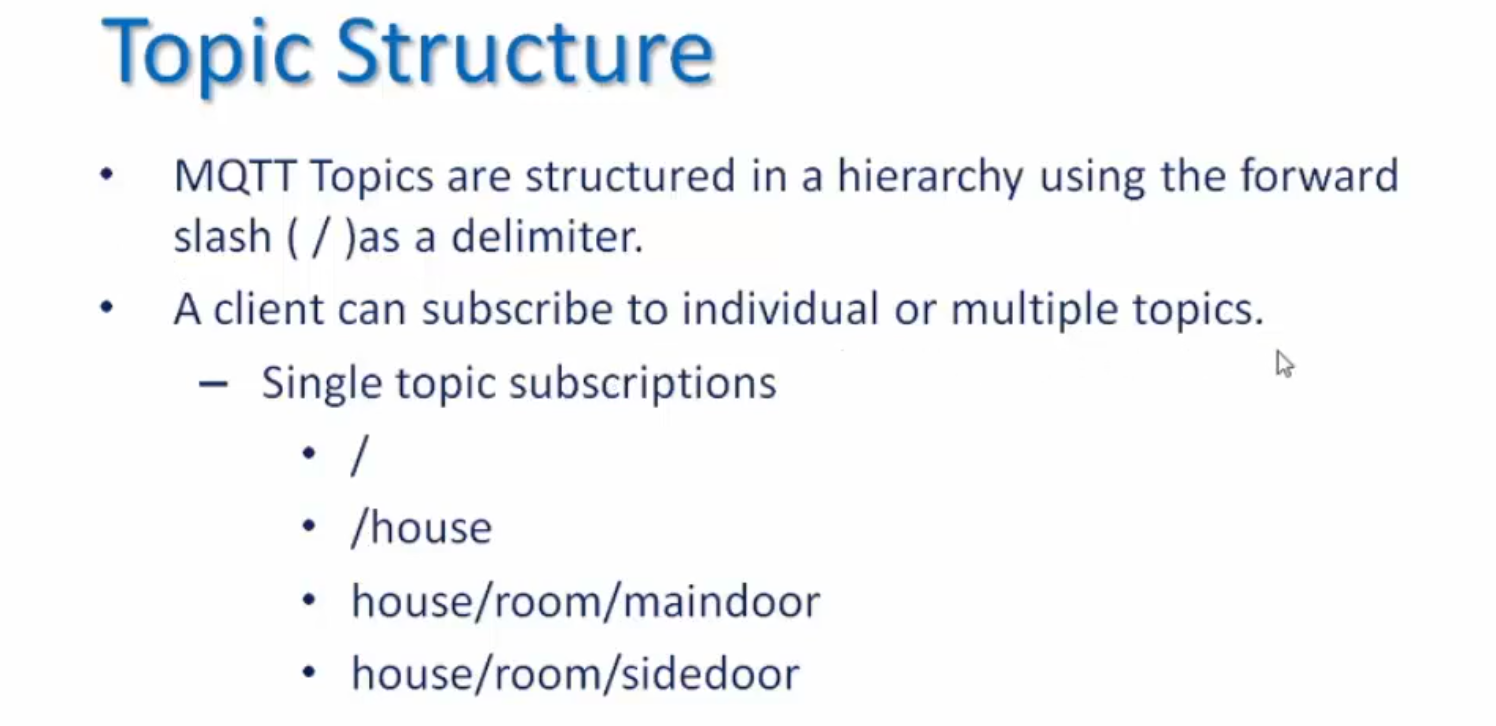 Topic Structure
• MQTT Topics are structured in a hierarchy using the forward
slash ( / )as a delimiter.
• A client can subscribe to individual or multiple topics.
– Single topic subscriptions
• /
• /house
• house/room/maindoor
• house/room/sidedoor